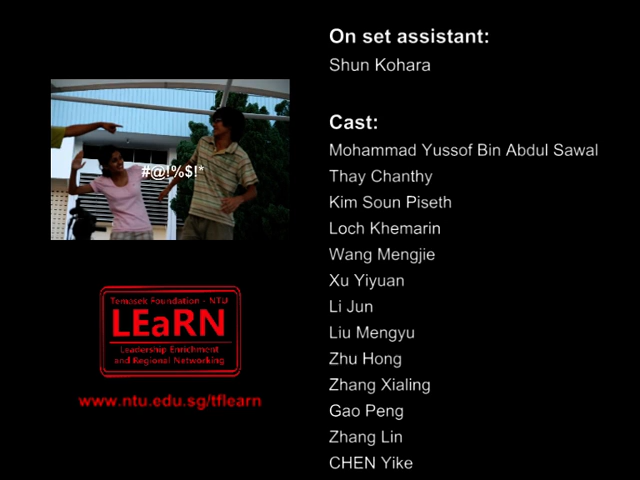 On set assistant:
Shun Kohara
Cast:
Mohammad Yussof Bin Abdul Sawal
Thay Chanthy
Kim Soun Piseth
Loch Khemarin
Wang Mengjie
Xu Yiyuan
Li Jun
Liu Mengyu
Zhu Hong
Zhang Xialing
Gao Peng
Zhang Lin
CHEN Yike
#@!%$!*
Temasek Foundation - NTU
LEaRN
Leadership Enrichment
and Regional Networking
www.ntu.edu.sg/tflearn